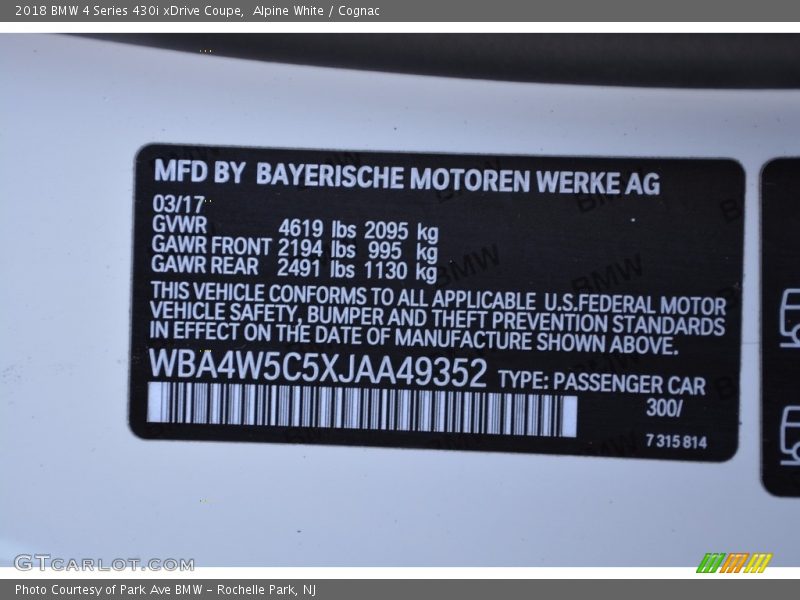 2018 BMW 4 Series 430i xDrive Coupe,  Alpine White / Cognac
MFD BY BAYERISCHE MOTOREN WERKE AG
03/17
GVWR 4619 lbs 2095 kg
GAWR FRONT 2194 lbs 995 kg
GAWR REAR 2491 lbs 1130 kg
THIS VEHICLE CONFORMS TO ALL APPLICABLE U.S.FEDERAL MOTOR
VEHICLE SAFETY, BUMPER AND THEFT PREVENTION STANDARDS
IN EFFECT ON THE DATE OF MANUFACTURE SHOWN ABOVE.
WBA4W5C5XJAA49352 TYPE: PASSENGER CAR
300/
7 315 814
GTCARLOT.COM
Photo Courtesy of Park Ave BMW - Rochelle Park, NJ